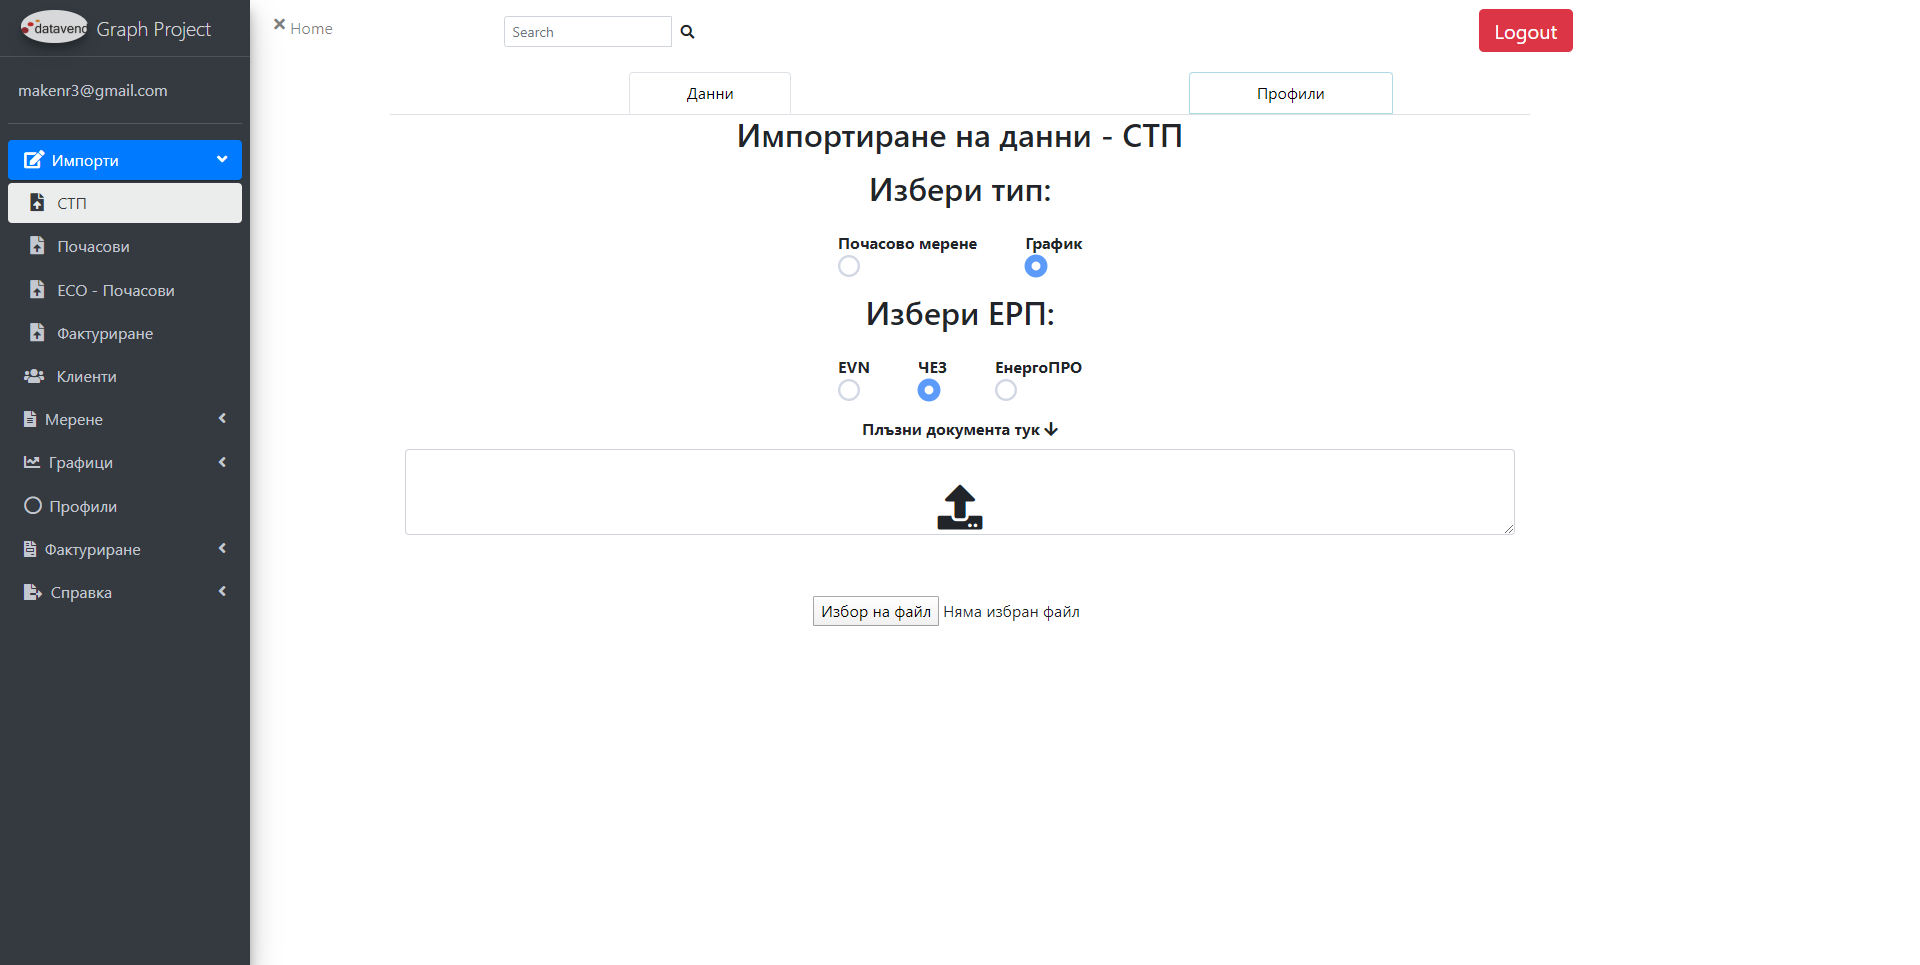 datavend Graph Project
makenr3@gmail.com
Импорти
СТП
Почасови
ЕСО - Почасови
Фактуриране
Клиенти
Мерене
Графици
Профили
Фактуриране
Справка
Home
Search
Logout
Данни
Профили
Импортиране на данни - СТП
Избери тип:
Почасово мерене График
Избери ЕРП:
EVN ЧЕЗ ЕнергоПРО
Плъзни документа тук
Избор на файл Няма избран файл